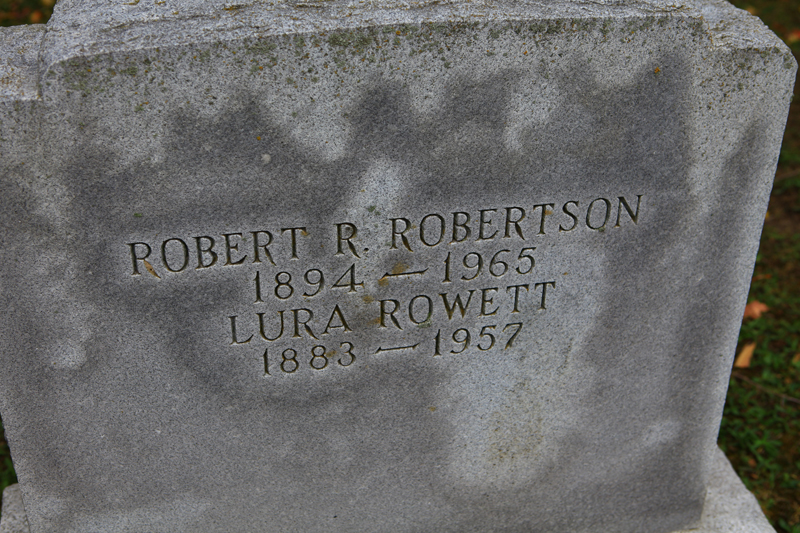 ROBERT R. ROBERTSON
1894 — 1965
LURA ROWETT
1883 — 1957